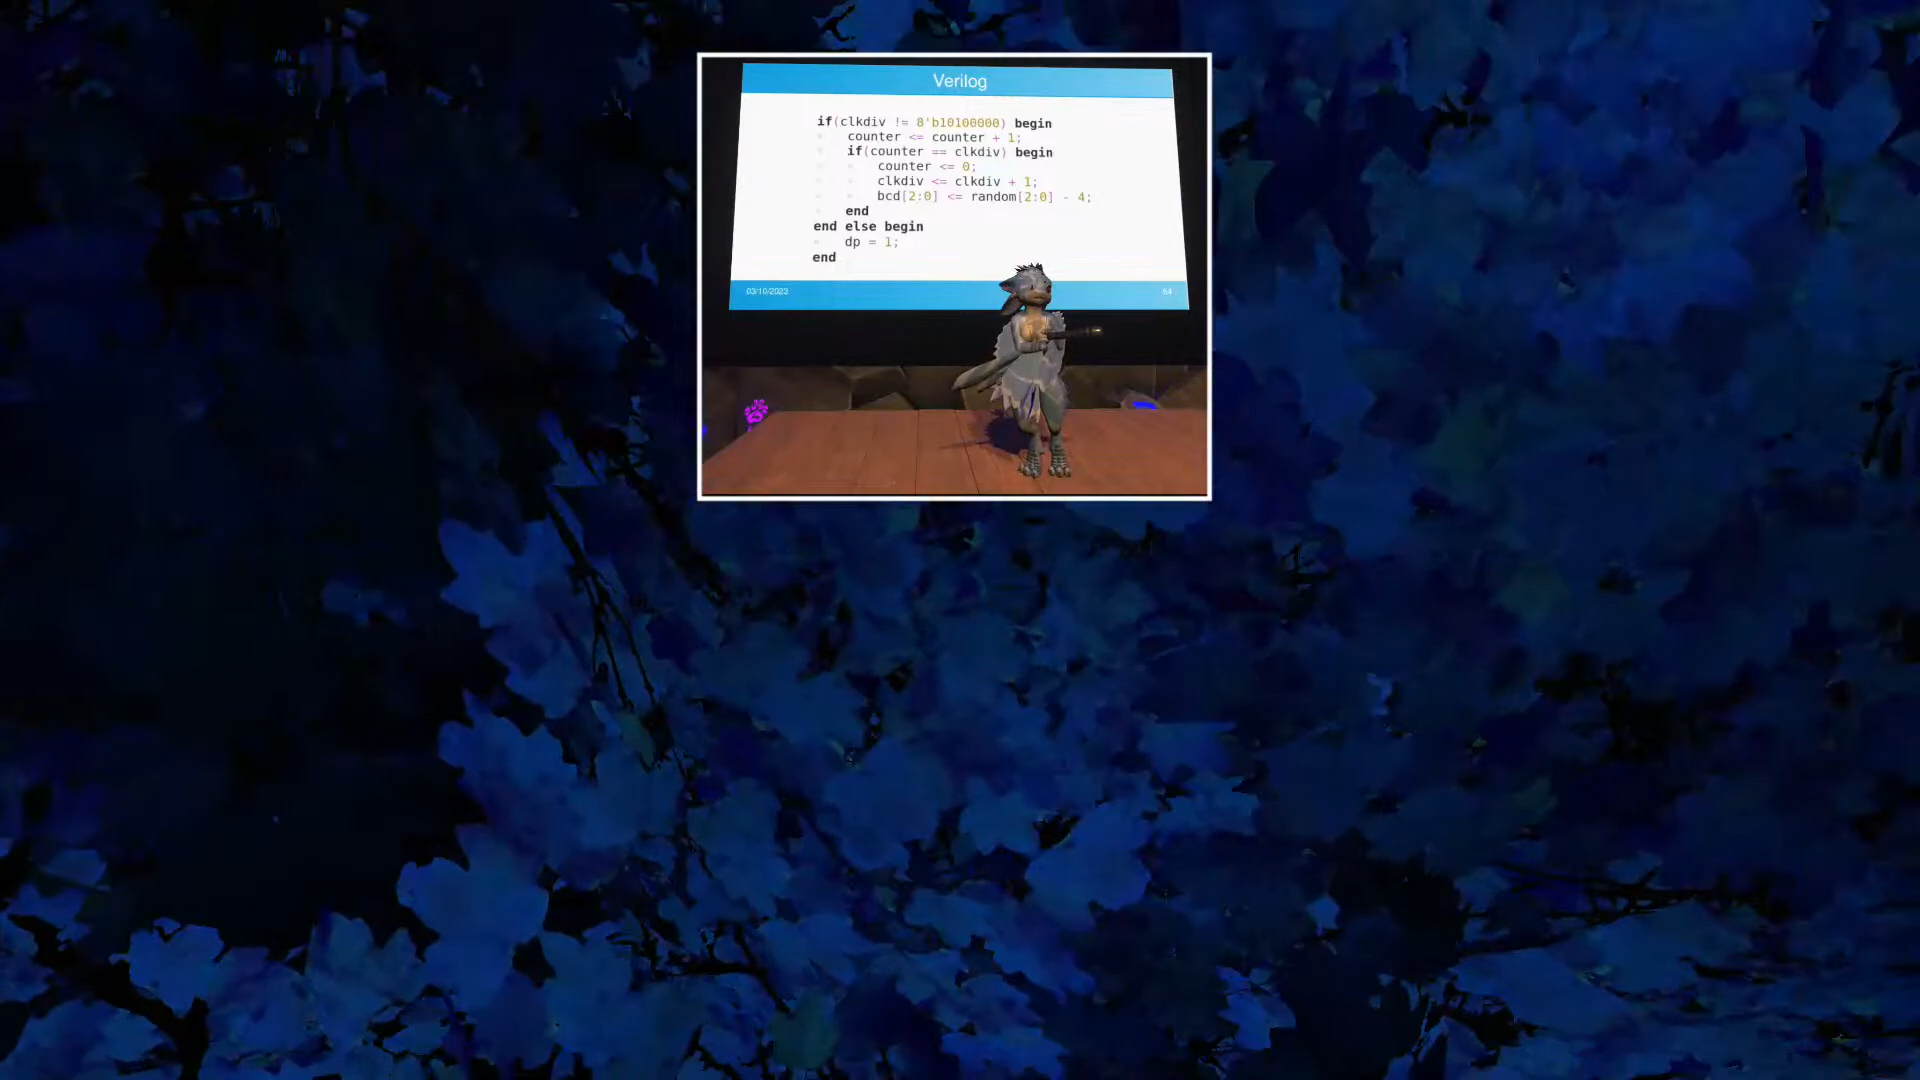 Verilog
if(clkdiv != 8'b10100000) begin
counter <= counter + 1;
if(counter == clkdiv) begin
counter <= 0;
clkdiv <= clkdiv + 1;
bcd[2:0] <= random[2:0] - 4;
end
end else begin
dp = 1;
end
03/10/2023
64